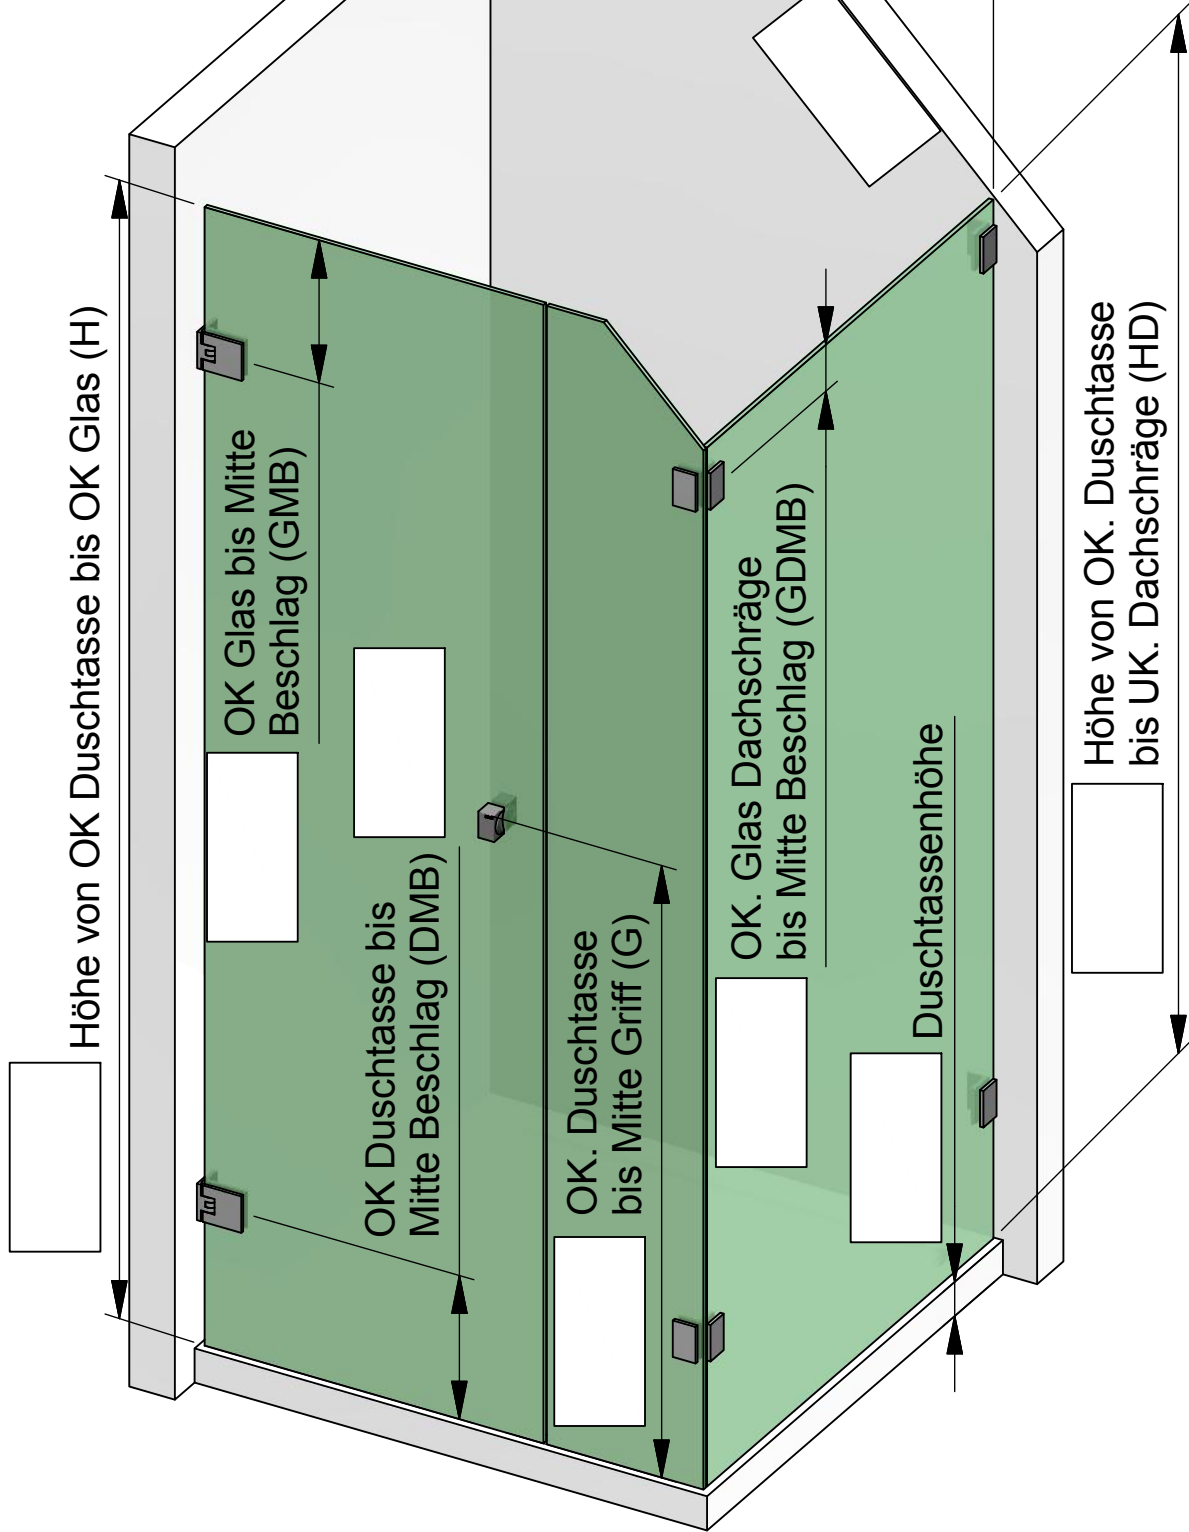 Höhe von OK Duschtasse bis OK Glas (H)
OK Glas bis Mitte
Beschlag (GMB)
OK Duschtasse bis
Mitte Beschlag (DMB)
OK. Duschtasse
bis Mitte Griff (G)
OK. Glas Dachschräge
bis Mitte Beschlag (GDMB)
Duschtassenhöhe
Höhe von OK. Duschtasse
bis UK. Dachschräge (HD)